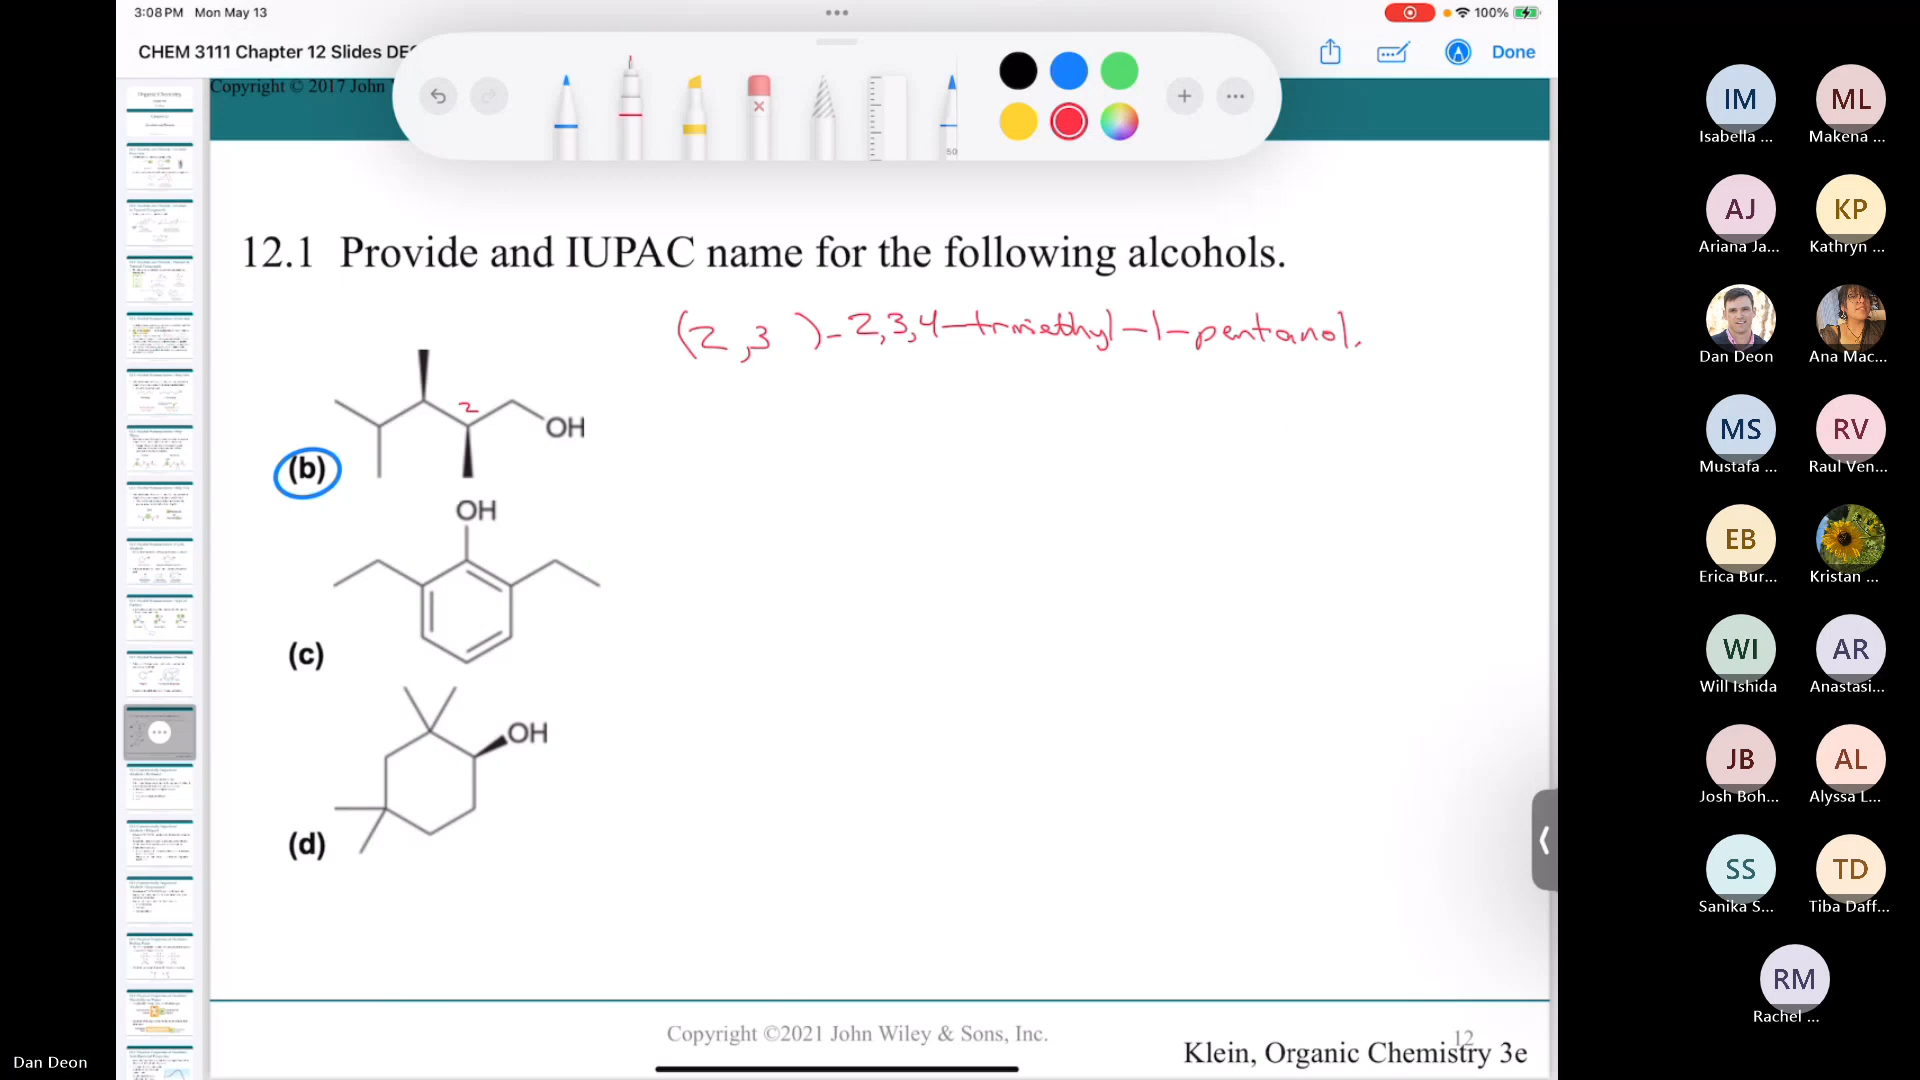 3:08 PM Mon May 13
100%
CHEM 3111 Chapter 12 Slides DE
Done
Copyright © 2017 John
50
12.1 Provide and IUPAC name for the following alcohols.
(2,3 )-2,3,4-trimethyl-1-pentanol.
2
OH
(b)
OH
(c)
OH
(d)
Copyright ©2021 John Wiley & Sons, Inc.
12
Klein, Organic Chemistry 3e
Dan Deon
IM
Isabella ...
ML
Makena ...
AJ
Ariana Ja...
KP
Kathryn ...
Dan Deon
Ana Mac...
MS
Mustafa ...
RV
Raul Ven...
EB
Erica Bur...
Kristan ...
WI
Will Ishida
AR
Anastasi...
JB
Josh Boh...
AL
Alyssa L...
SS
Sanika S...
TD
Tiba Daff...
RM
Rachel ...